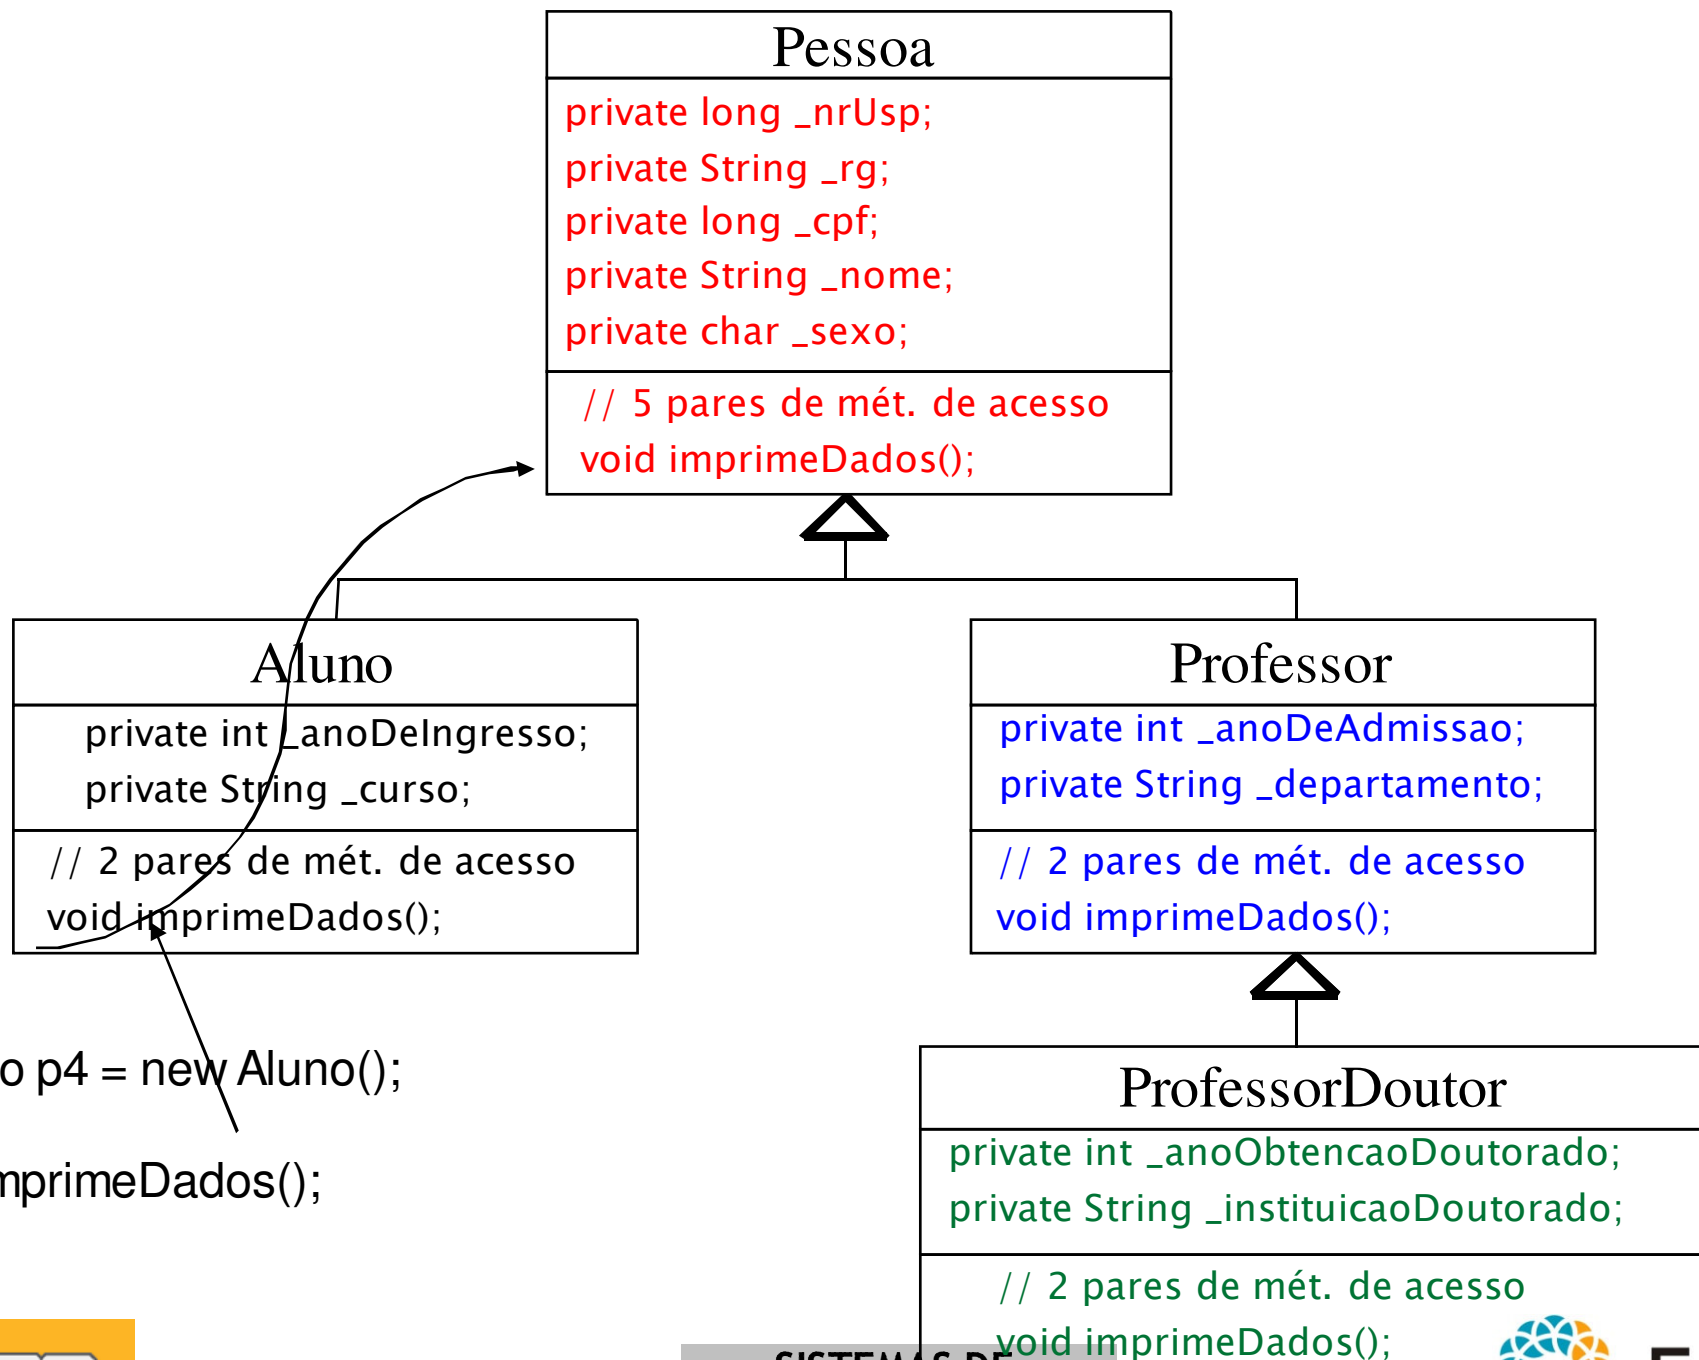 Pessoa
private long _nrUsp;
private String _rg;
private long _cpf;
private String _nome;
private char _sexo;
// 5 pares de mét. de acesso
void imprimeDados();
Aluno
private int _anoDeIngresso;
private String _curso;
// 2 pares de mét. de acesso
void imprimeDados();
Professor
private int _anoDeAdmissao;
private String _departamento;
// 2 pares de mét. de acesso
void imprimeDados();
o p4 = new Aluno();
mprimeDados();
ProfessorDoutor
private int _anoObtencaoDoutorado;
private String _instituicaoDoutorado;
// 2 pares de mét. de acesso
void imprimeDados();
SISTEMAS DE